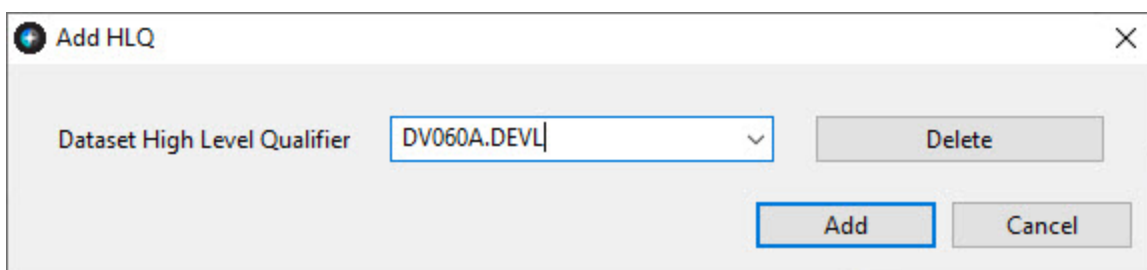 Add HLQ
Dataset High Level Qualifier DV060A.DEVL Delete
Add Cancel